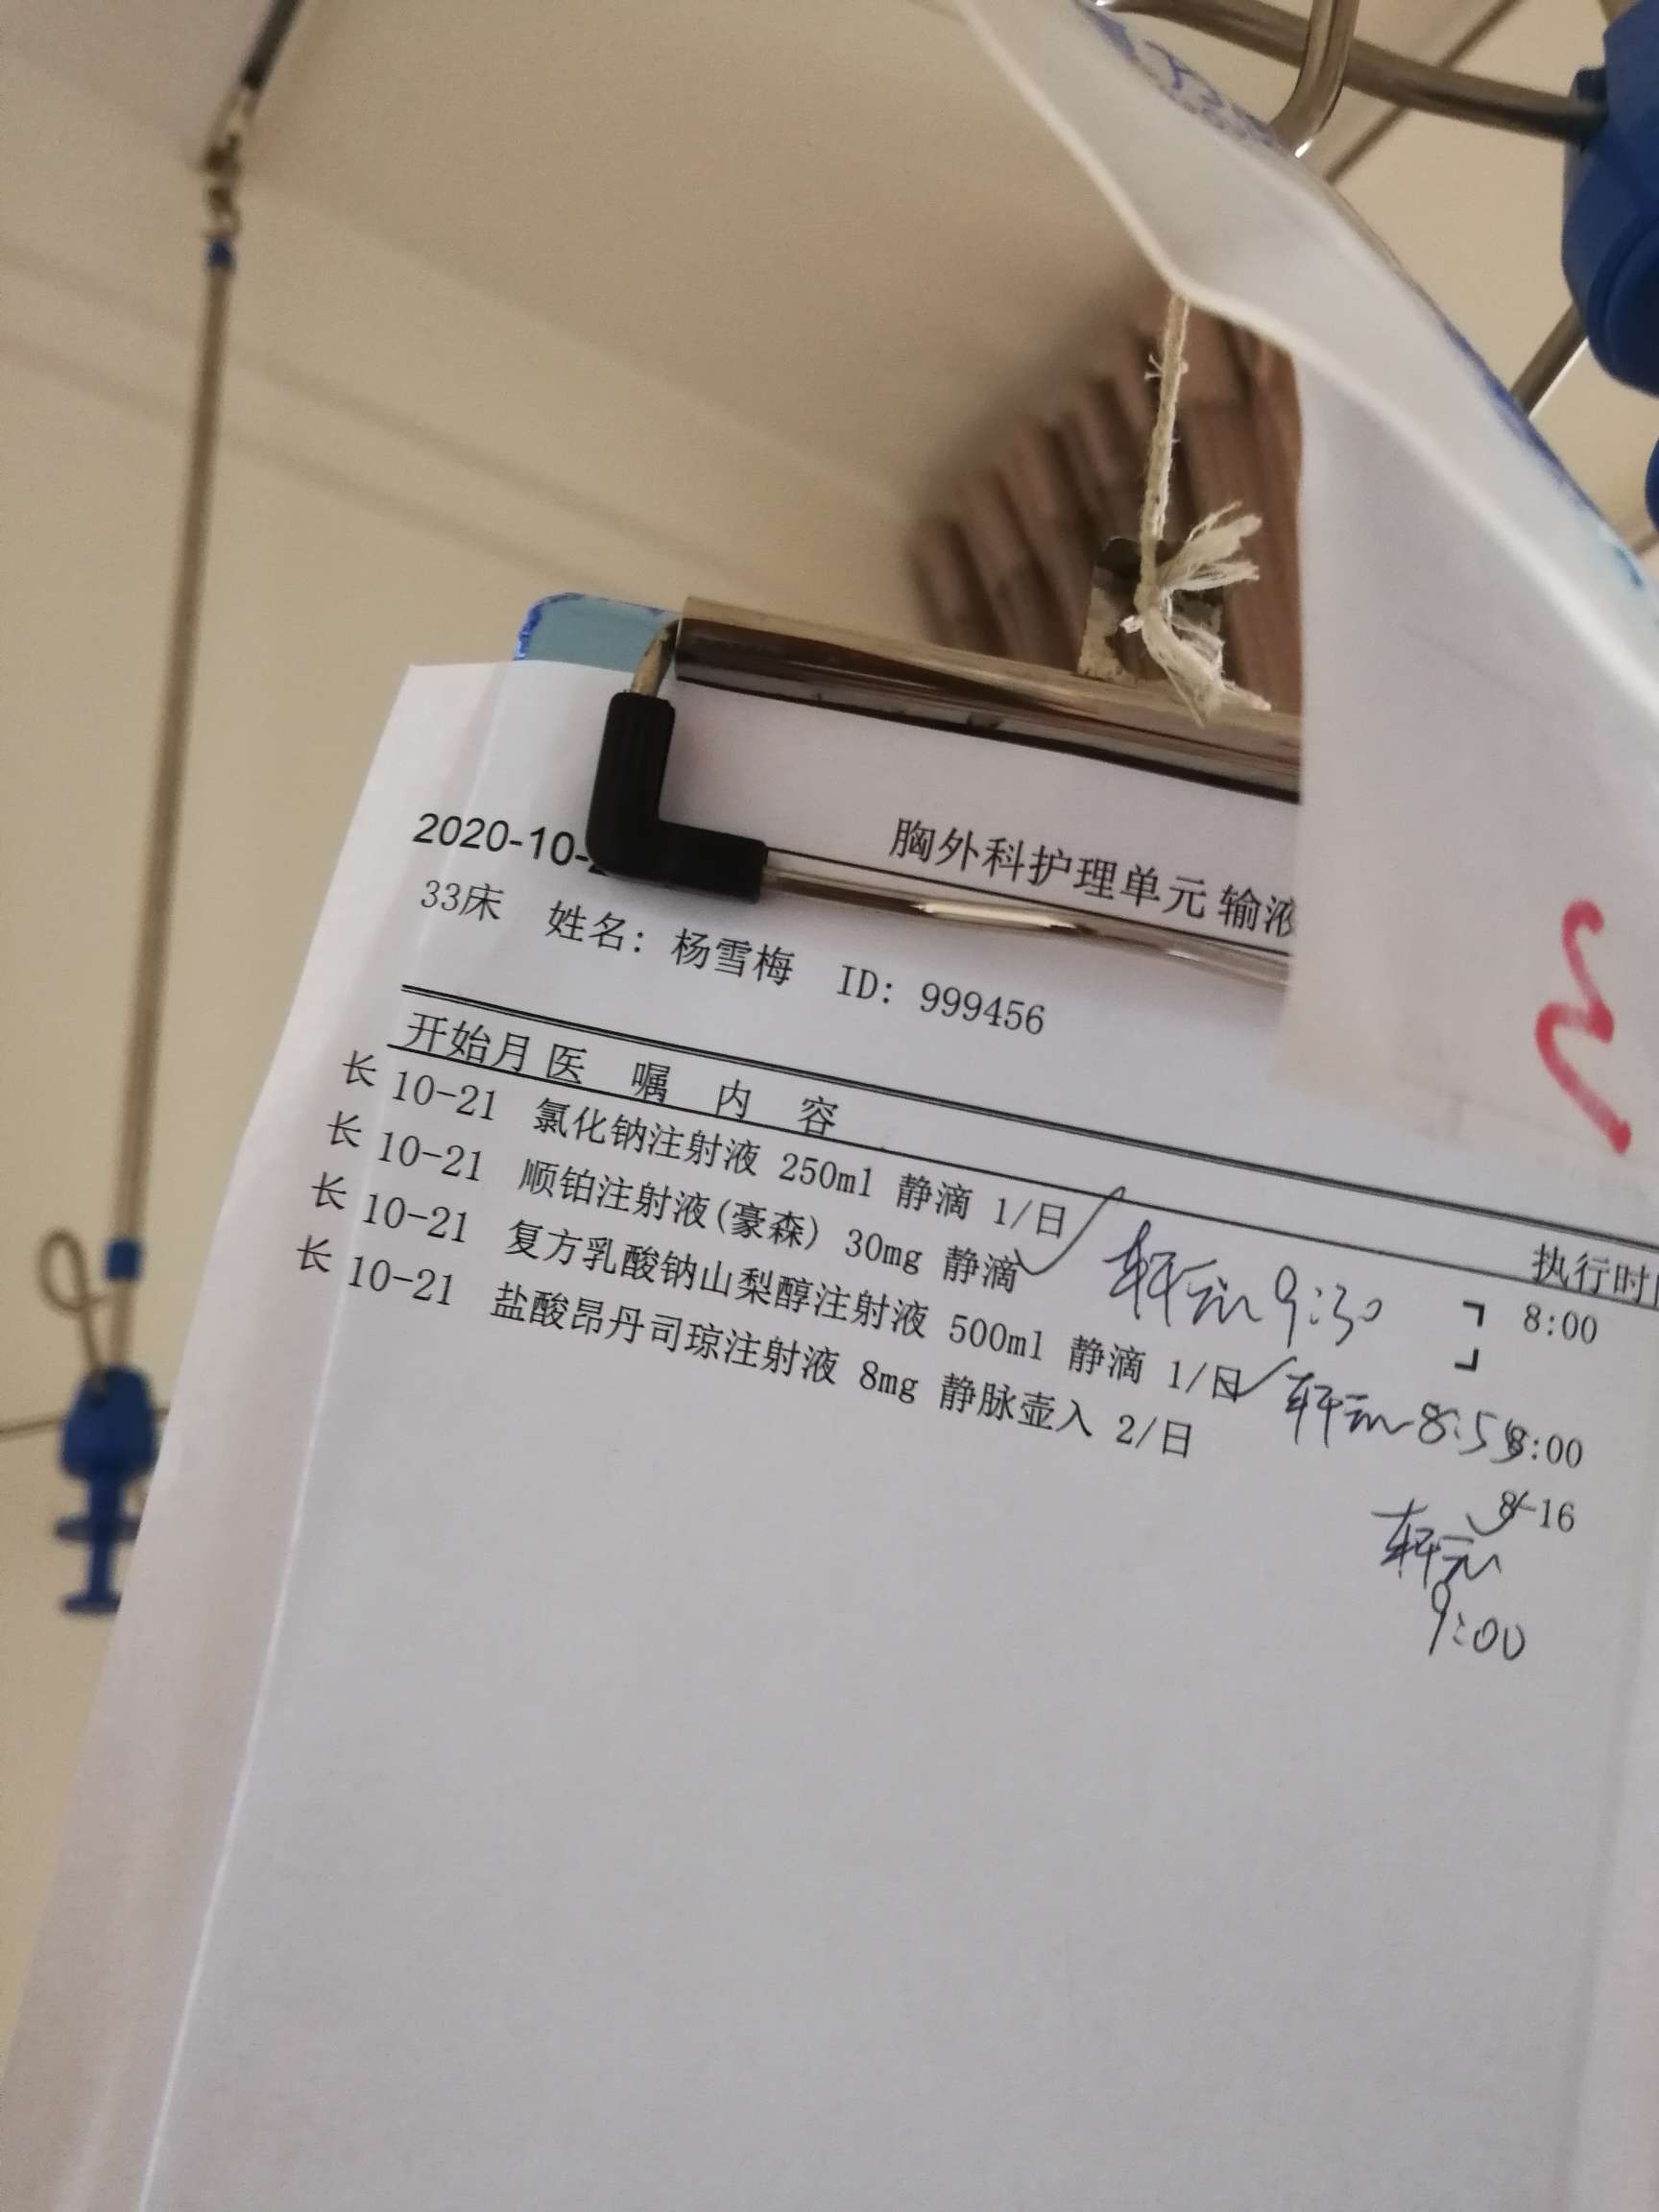 胸外科护理单元 输液
2020-10-
33床 姓名: 杨雪梅 ID: 999456
开始月 医 嘱 内 容 执行时
长 10-21 氯化钠注射液 250ml 静滴 1/日 8:00
长 10-21 顺铂注射液(豪森) 30mg 静滴
9:30
长 10-21 复方乳酸钠山梨醇注射液 500ml 静滴 1/日 8:00
长 10-21 盐酸昂丹司琼注射液 8mg 静脉壶入 2/日 8-16
9:00